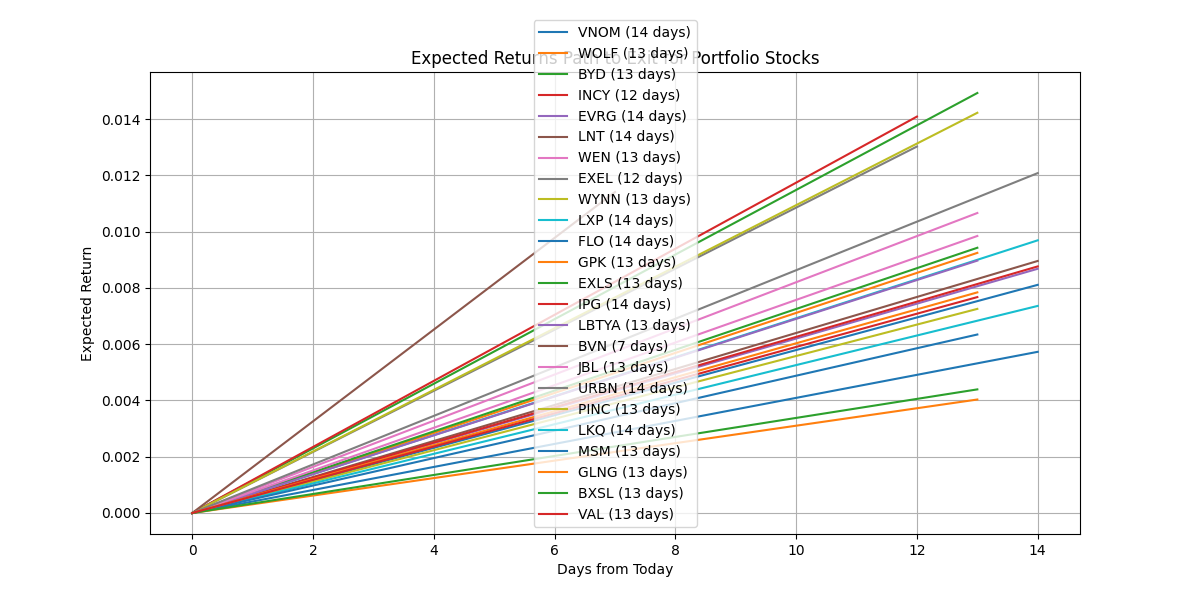 Expected Returns Path to Exit for Portfolio Stocks
VNOM (14 days)
WOLF (13 days)
BYD (13 days)
INCY (12 days)
EVRG (14 days)
LNT (14 days)
WEN (13 days)
EXEL (12 days)
WYNN (13 days)
LXP (14 days)
FLO (14 days)
GPK (13 days)
EXLS (13 days)
IPG (14 days)
LBTYA (13 days)
BVN (7 days)
JBL (13 days)
URBN (14 days)
PINC (13 days)
LKQ (14 days)
MSM (13 days)
GLNG (13 days)
BXSL (13 days)
VAL (13 days)
Expected Return
0.014
0.012
0.010
0.008
0.006
0.004
0.002
0.000
0 2 4 6 8 10 12 14
Days from Today